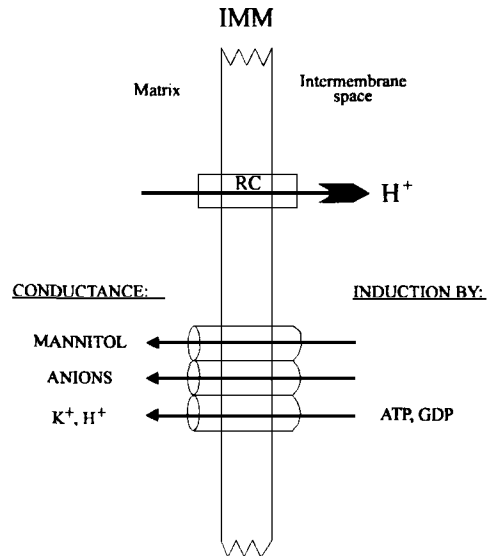 IMM
Matrix
Intermembrane
space
RC
H⁺
CONDUCTANCE:
INDUCTION BY:
MANNITOL
ANIONS
K⁺, H⁺
ATP, GDP